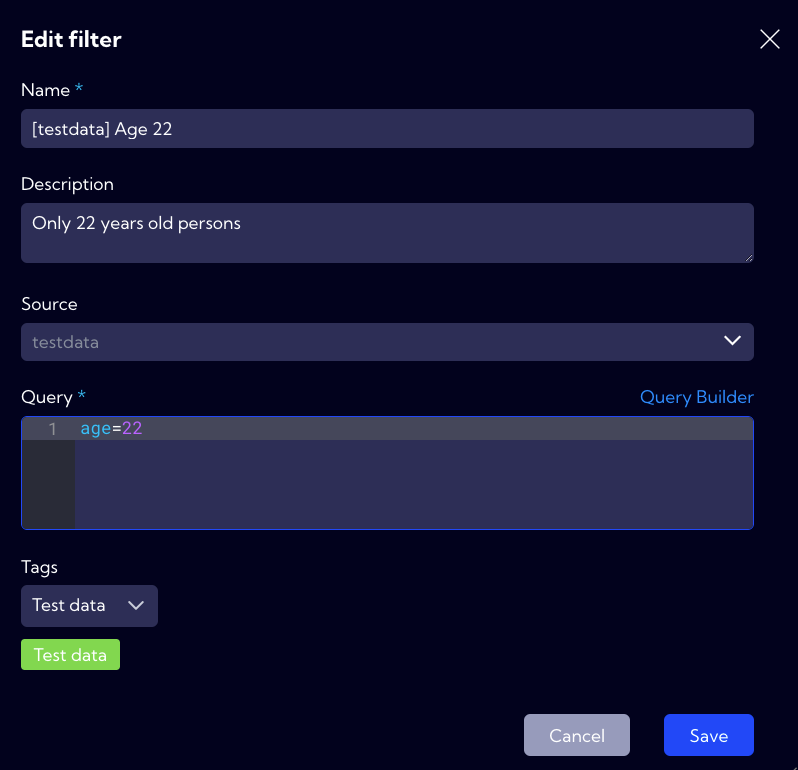 Edit filter
Name *
[testdata] Age 22
Description
Only 22 years old persons
Source
testdata
Query *
Query Builder
1 age=22
Tags
Test data
Test data
Cancel
Save